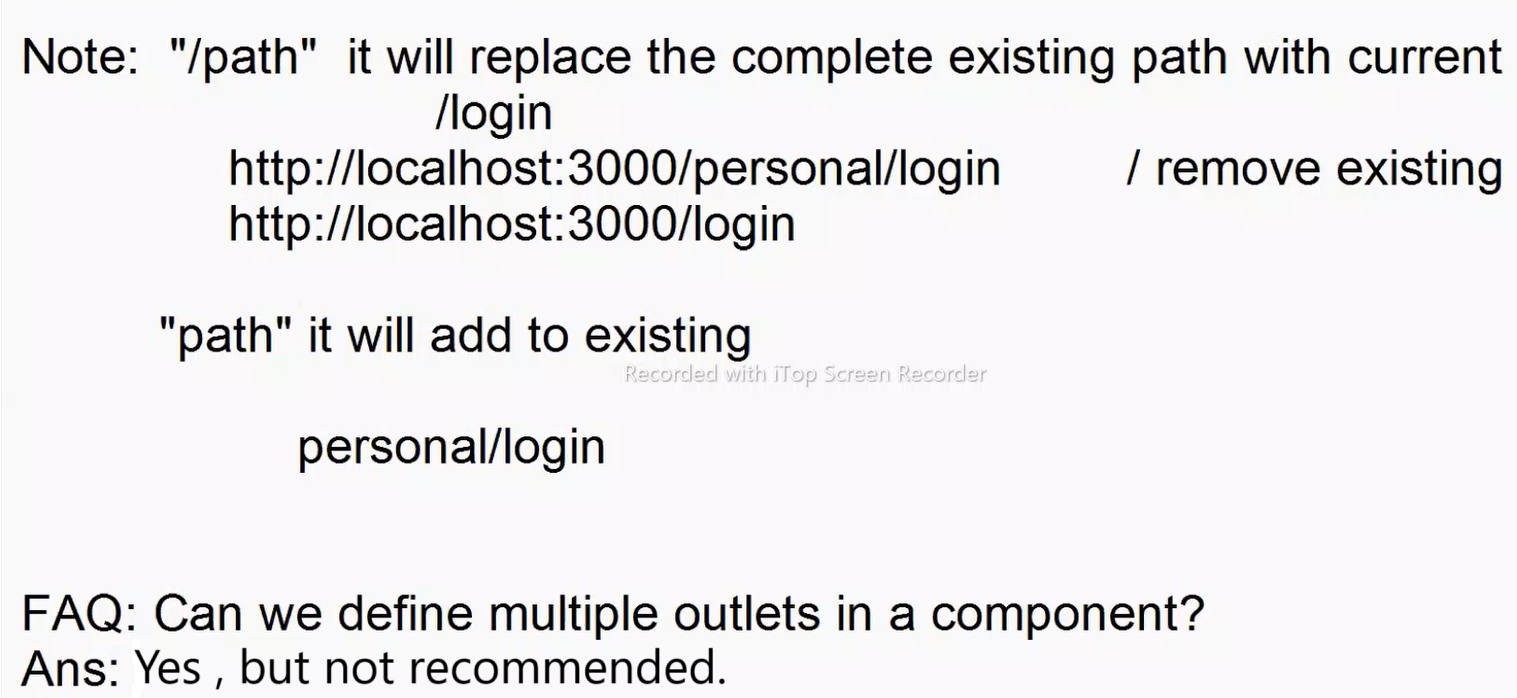 Note: "/path" it will replace the complete existing path with current
/login
http://localhost:3000/personal/login / remove existing
http://localhost:3000/login
"path" it will add to existing
Recorded with iTop Screen Recorder
personal/login
FAQ: Can we define multiple outlets in a component?
Ans: Yes , but not recommended.